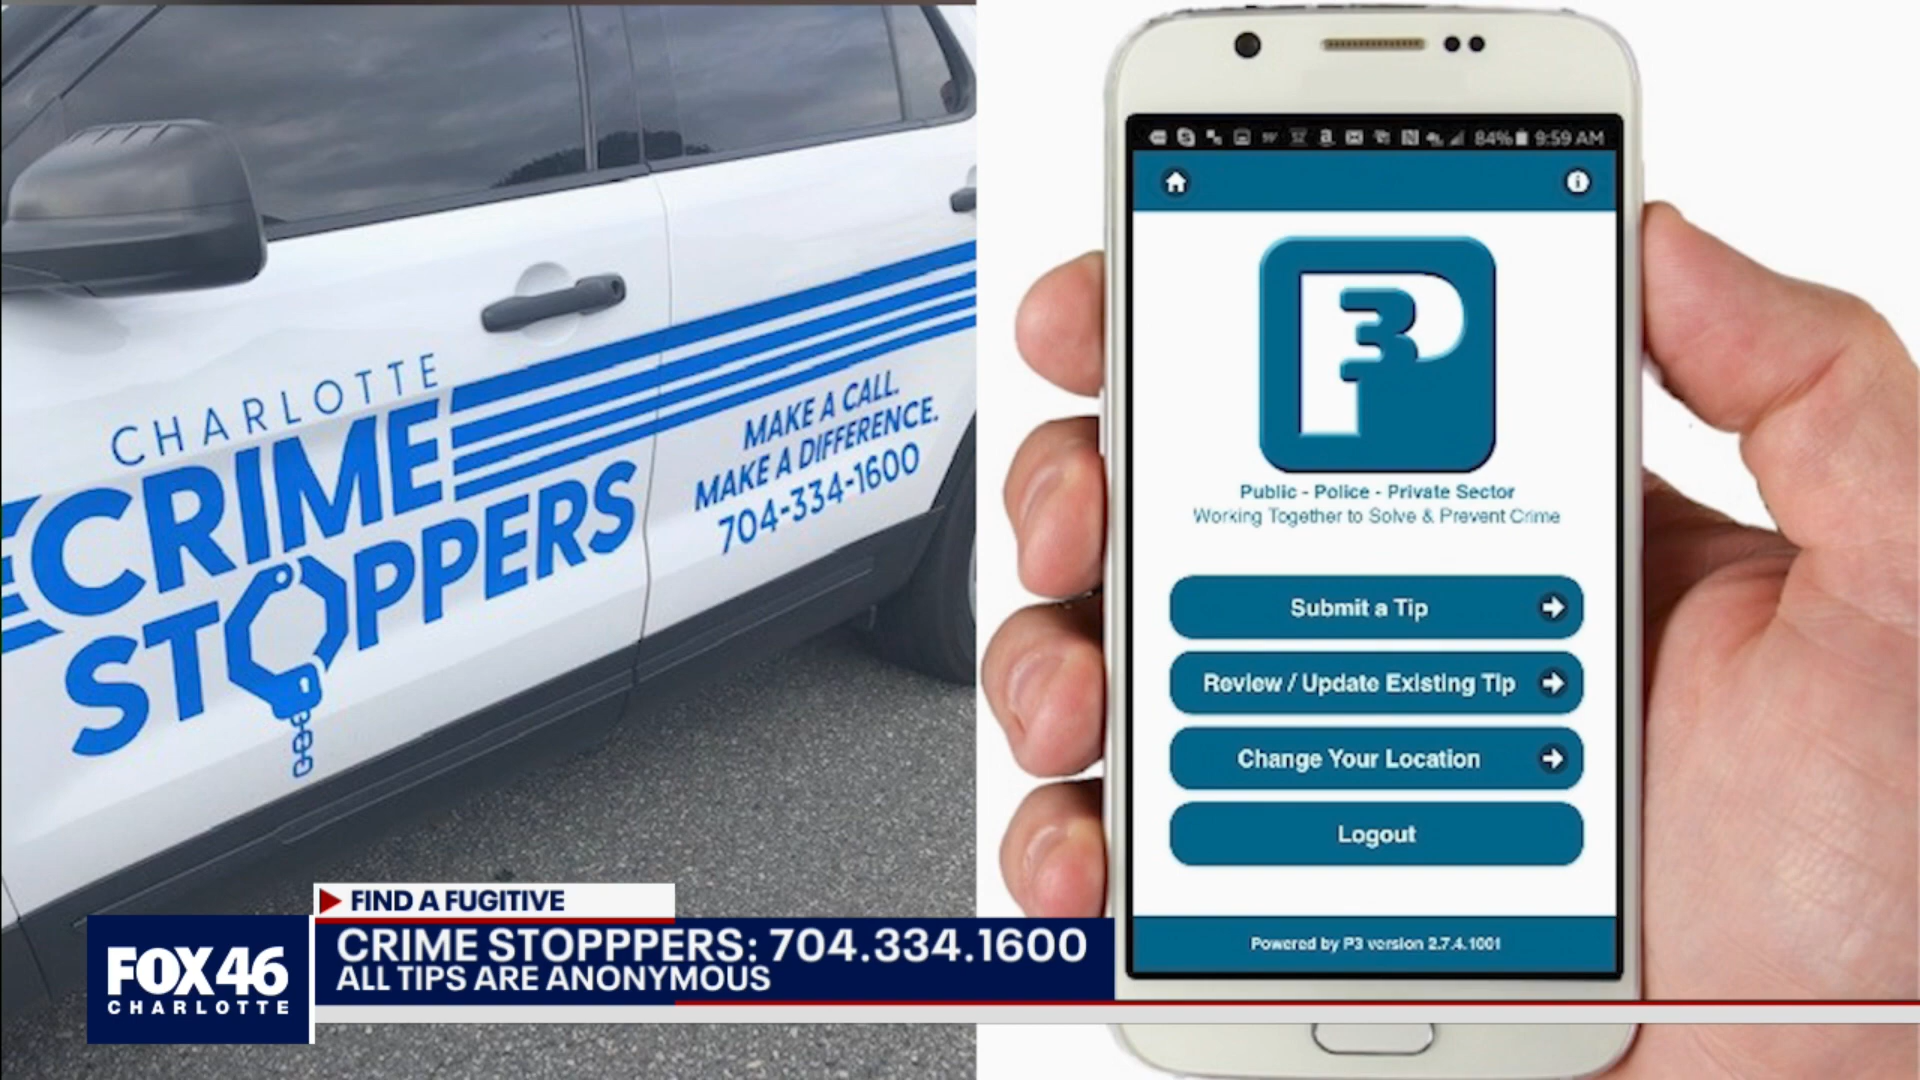 CHARLOTTE
CRIME
STOPPERS
MAKE A CALL.
MAKE A DIFFERENCE.
704-334-1600
84% 9:59 AM
P3
Public - Police - Private Sector
Working Together to Solve & Prevent Crime
Submit a Tip
Review / Update Existing Tip
Change Your Location
Logout
Powered by P3 version 2.7.4.1001
FIND A FUGITIVE
CRIME STOPPPERS: 704.334.1600
ALL TIPS ARE ANONYMOUS
FOX 46
CHARLOTTE